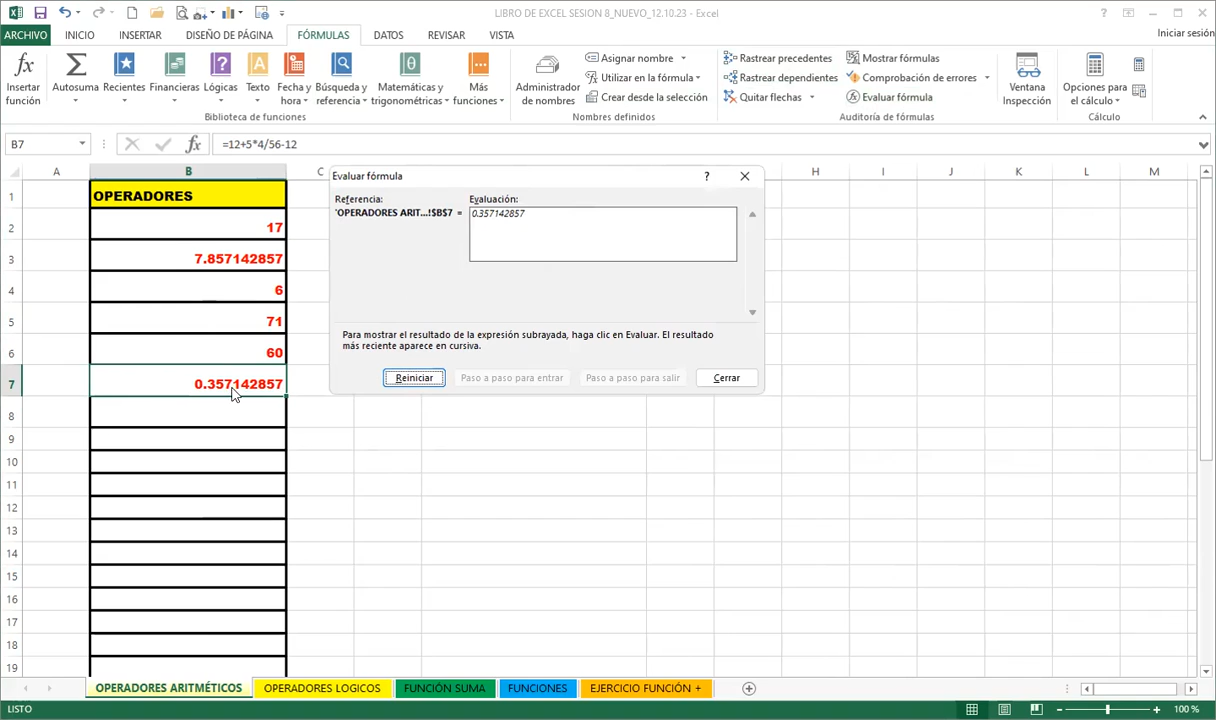 LIBRO DE EXCEL SESION 8_NUEVO_12.10.23 - Excel
ARCHIVO INICIO INSERTAR DISEÑO DE PÁGINA FÓRMULAS DATOS REVISAR VISTA Iniciar sesión
Insertar función
Autosuma
Recientes
Financieras
Lógicas
Texto
Fecha y hora
Búsqueda y referencia
Matemáticas y trigonométricas
Más funciones
Biblioteca de funciones
Administrador de nombres
Asignar nombre
Utilizar en la fórmula
Crear desde la selección
Nombres definidos
Rastrear precedentes
Rastrear dependientes
Quitar flechas
Mostrar fórmulas
Comprobación de errores
Evaluar fórmula
Auditoría de fórmulas
Ventana Inspección
Opciones para el cálculo
Cálculo
B7 fx =12+5*4/56-12
A B C H I J K L M
1 OPERADORES
2 17
3 7.857142857
4 6
5 71
6 60
7 0.357142857
8
9
10
11
12
13
14
15
16
17
18
19
Evaluar fórmula ?
Referencia: Evaluación:
'OPERADORES ARIT...!$B$7 = 0.357142857
Para mostrar el resultado de la expresión subrayada, haga clic en Evaluar. El resultado
más reciente aparece en cursiva.
Reiniciar Paso a paso para entrar Paso a paso para salir Cerrar
OPERADORES ARITMÉTICOS OPERADORES LOGICOS FUNCIÓN SUMA FUNCIONES EJERCICIO FUNCIÓN +
LISTO 100 %